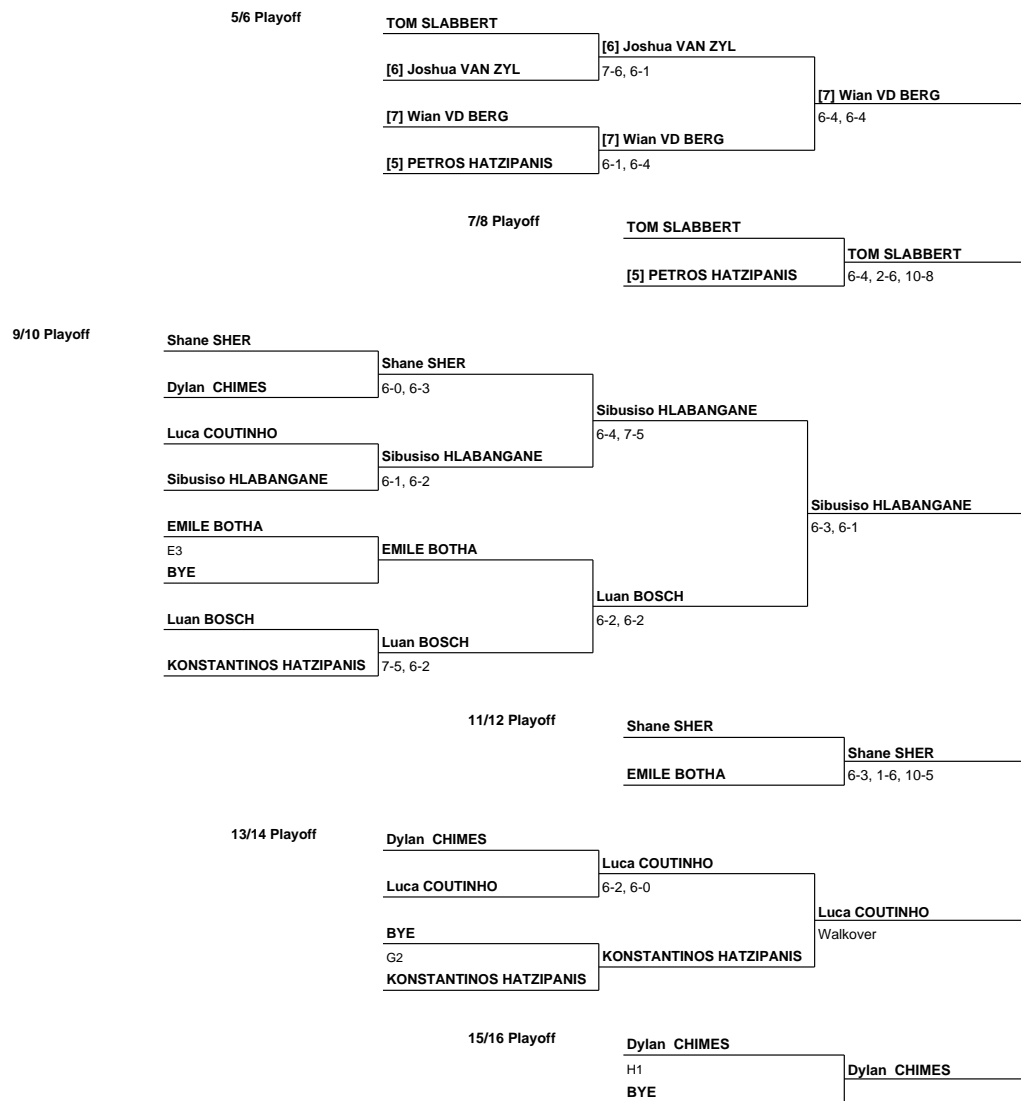 5/6 Playoff
TOM SLABBERT
[6] Joshua VAN ZYL
[6] Joshua VAN ZYL
7-6, 6-1
[7] Wian VD BERG
[7] Wian VD BERG
6-4, 6-4
[7] Wian VD BERG
[5] PETROS HATZIPANIS
6-1, 6-4
7/8 Playoff
TOM SLABBERT
TOM SLABBERT
[5] PETROS HATZIPANIS
6-4, 2-6, 10-8
9/10 Playoff
Shane SHER
Shane SHER
Dylan CHIMES
6-0, 6-3
Sibusiso HLABANGANE
Luca COUTINHO
6-4, 7-5
Sibusiso HLABANGANE
Sibusiso HLABANGANE
6-1, 6-2
Sibusiso HLABANGANE
EMILE BOTHA
6-3, 6-1
E3
EMILE BOTHA
BYE
Luan BOSCH
Luan BOSCH
6-2, 6-2
Luan BOSCH
KONSTANTINOS HATZIPANIS
7-5, 6-2
11/12 Playoff
Shane SHER
Shane SHER
EMILE BOTHA
6-3, 1-6, 10-5
13/14 Playoff
Dylan CHIMES
Luca COUTINHO
Luca COUTINHO
6-2, 6-0
Luca COUTINHO
BYE
Walkover
G2
KONSTANTINOS HATZIPANIS
KONSTANTINOS HATZIPANIS
15/16 Playoff
Dylan CHIMES
H1
Dylan CHIMES
BYE